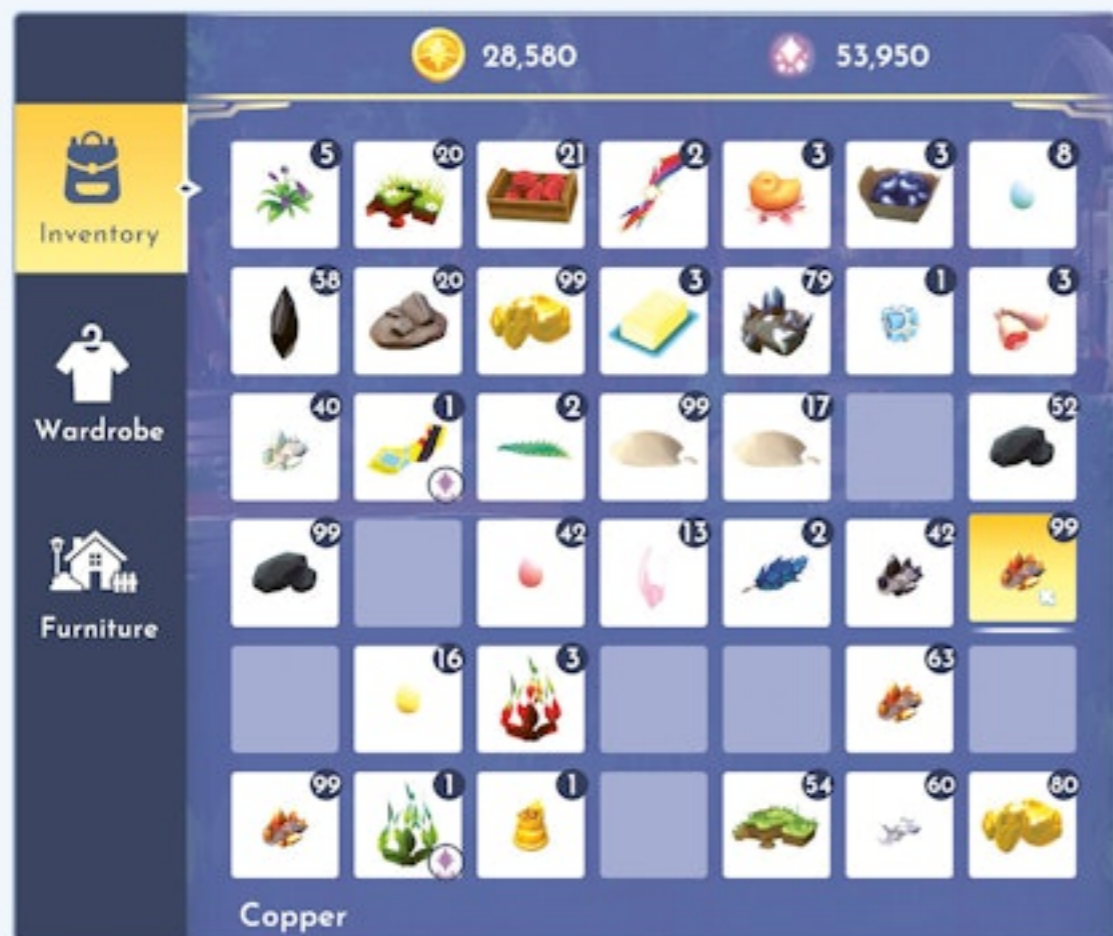 28,580 53,950
Inventory
5 20 21 2 3 3 8
38 20 99 3 79 1 3
Wardrobe
40 1 2 99 17 52
99 42 13 2 42 99
Furniture
16 3 63
99 1 1 54 60 80
Copper